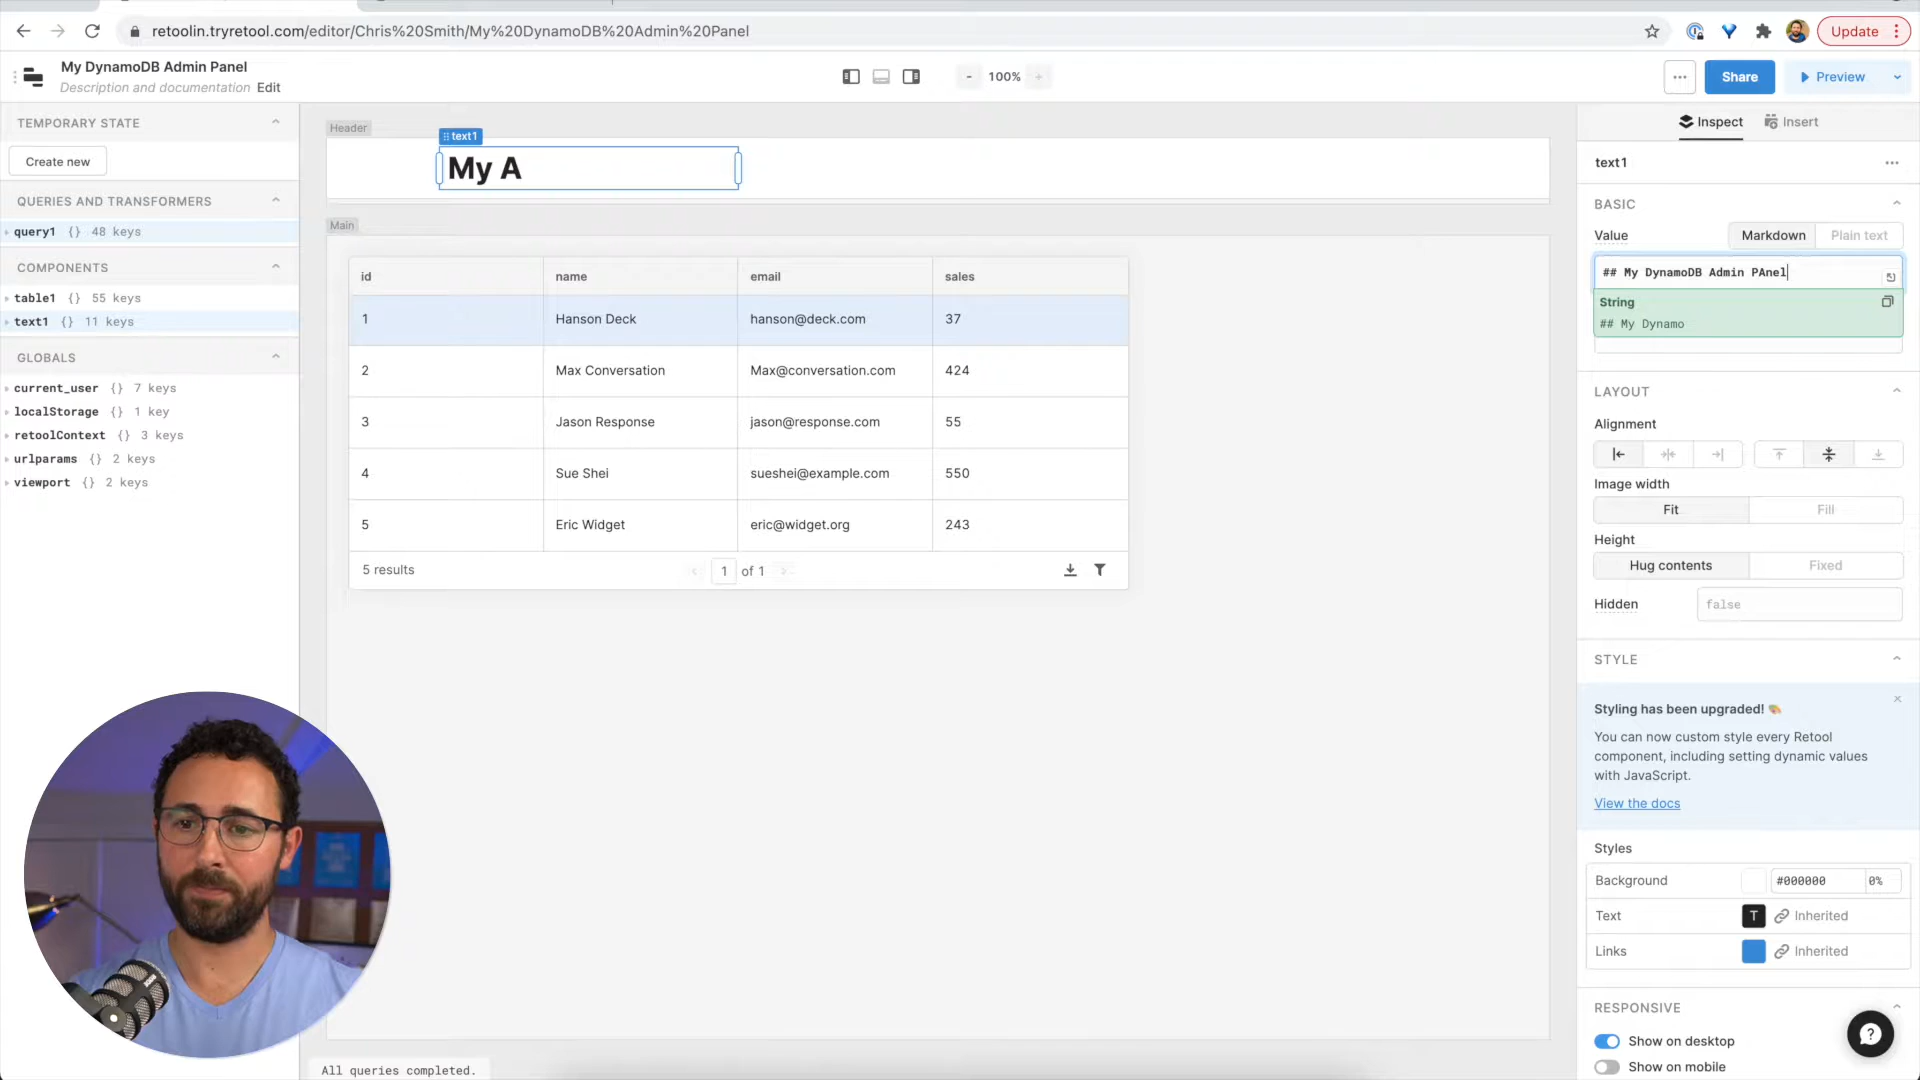 retoolin.tryretool.com/editor/Chris%20Smith/My%20DynamoDB%20Admin%20Panel
Update
My DynamoDB Admin Panel
Description and documentation Edit
- 100% +
Share
Preview
TEMPORARY STATE
Create new
QUERIES AND TRANSFORMERS
query1 {} 48 keys
COMPONENTS
table1 {} 55 keys
text1 {} 11 keys
GLOBALS
current_user {} 7 keys
localStorage {} 1 key
retoolContext {} 3 keys
urlparams {} 2 keys
viewport {} 2 keys
Header
text1
My A
Main
id name email sales
1 Hanson Deck hanson@deck.com 37
2 Max Conversation Max@conversation.com 424
3 Jason Response jason@response.com 55
4 Sue Shei sueshei@example.com 550
5 Eric Widget eric@widget.org 243
5 results 1 of 1
All queries completed.
Inspect Insert
text1
BASIC
Value Markdown Plain text
## My DynamoDB Admin PAnel
String
## My Dynamo
LAYOUT
Alignment
Image width
Fit Fill
Height
Hug contents Fixed
Hidden false
STYLE
Styling has been upgraded! 🎨
You can now custom style every Retool
component, including setting dynamic values
with JavaScript.
View the docs
Styles
Background #000000 0%
Text T Inherited
Links Inherited
RESPONSIVE
Show on desktop
Show on mobile